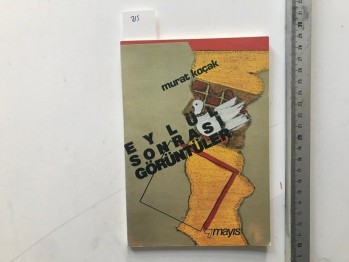 murat koçak
EYLÜL
SONRASI
GÖRÜNTÜLER
mayıs